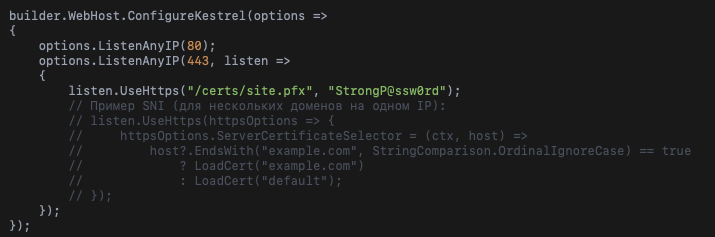 builder.WebHost.ConfigureKestrel(options =>
{
    options.ListenAnyIP(80);
    options.ListenAnyIP(443, listen =>
    {
        listen.UseHttps("/certs/site.pfx", "StrongP@ssw0rd");
        // Пример SNI (для нескольких доменов на одном IP):
        // listen.UseHttps(httpsOptions => {
        //     httpsOptions.ServerCertificateSelector = (ctx, host) =>
        //         host?.EndsWith("example.com", StringComparison.OrdinalIgnoreCase) == true
        //             ? LoadCert("example.com")
        //             : LoadCert("default");
        // });
    });
});